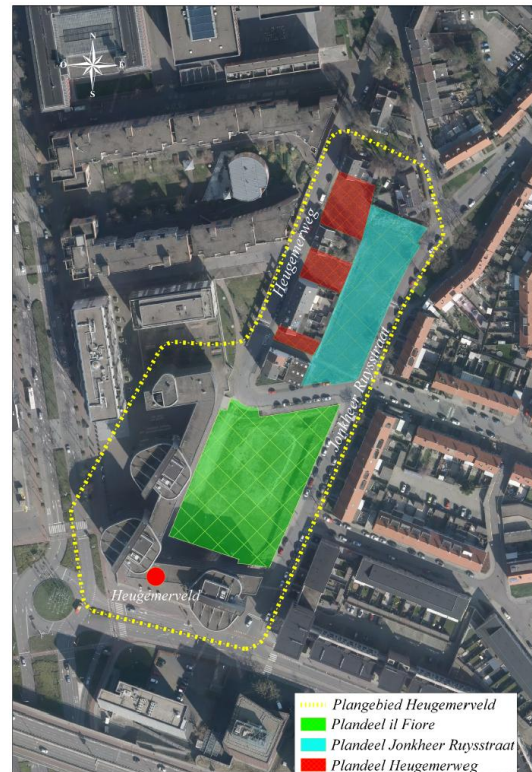 N
O
S
Heugemerweg
Jonkheer Ruysstraat
Heugemerveld
Plangebied Heugemerveld
Plandeel il Fiore
Plandeel Jonkheer Ruysstraat
Plandeel Heugemerweg